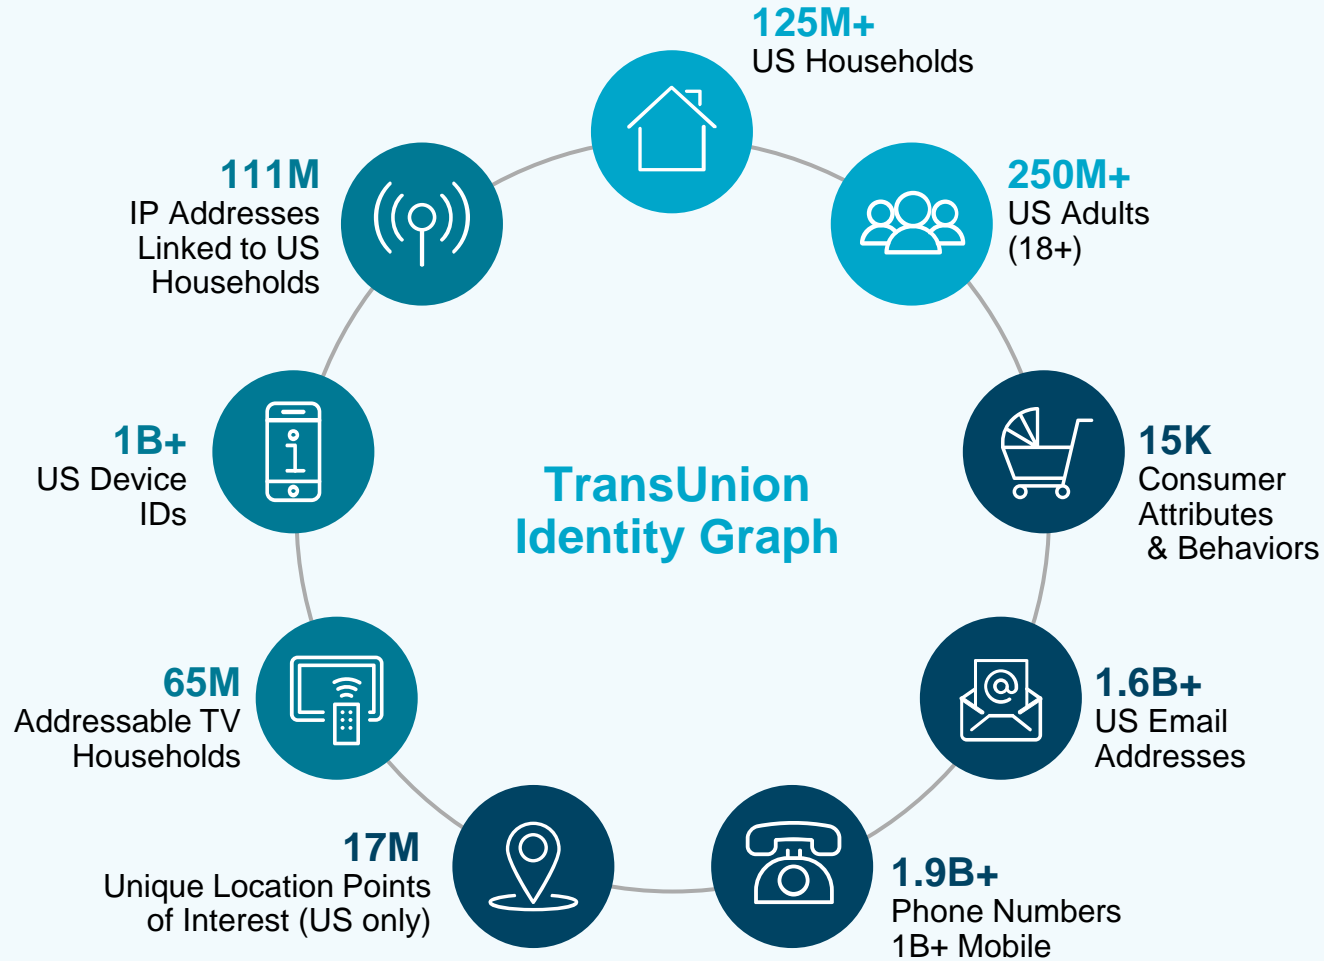 125M+
US Households
250M+
US Adults
(18+)
15K
Consumer
Attributes
& Behaviors
1.6B+
US Email
Addresses
1.9B+
Phone Numbers
1B+ Mobile
17M
Unique Location Points
of Interest (US only)
65M
Addressable TV
Households
1B+
US Device
IDs
111M
IP Addresses
Linked to US
Households
TransUnion
Identity Graph